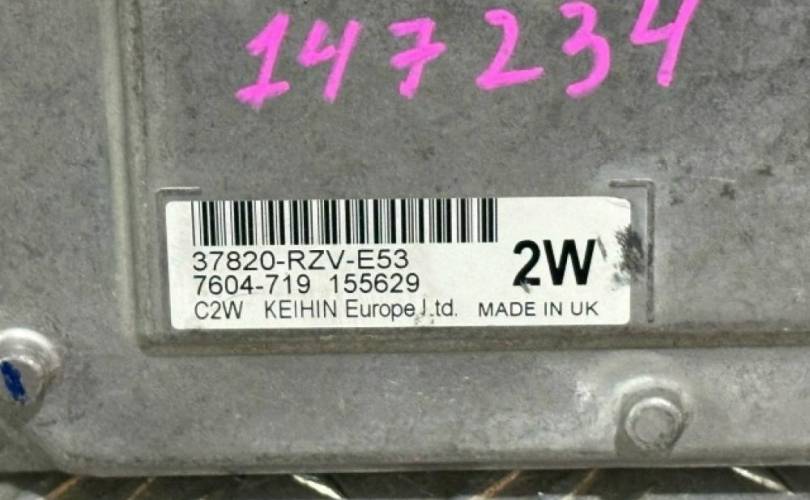 147234
37820-RZV-E53
7604-719 155629
2W
C2W KEIHIN Europe Ltd. MADE IN UK